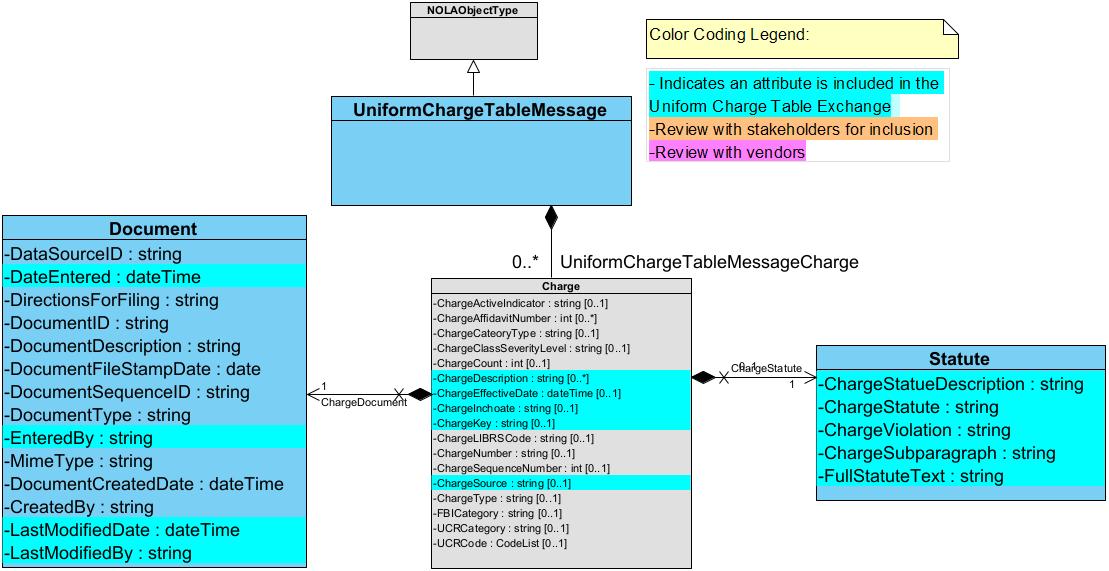 NOLAObjectType
Color Coding Legend:
- Indicates an attribute is included in the
Uniform Charge Table Exchange
-Review with stakeholders for inclusion
-Review with vendors
UniformChargeTableMessage
0..* UniformChargeTableMessageCharge
Document
-DataSourceID : string
-DateEntered : dateTime
-DirectionsForFiling : string
-DocumentID : string
-DocumentDescription : string
-DocumentFileStampDate : date
-DocumentSequenceID : string
-DocumentType : string
-EnteredBy : string
-MimeType : string
-DocumentCreatedDate : dateTime
-CreatedBy : string
-LastModifiedDate : dateTime
-LastModifiedBy : string
1
ChargeDocument
Charge
-ChargeActiveIndicator : string [0..1]
-ChargeAffidavitNumber : int [0..*]
-ChargeCateoryType : string [0..1]
-ChargeClassSeverityLevel : string [0..1]
-ChargeCount : int [0..1]
-ChargeDescription : string [0..*]
-ChargeEffectiveDate : dateTime [0..1]
-ChargeInchoate : string [0..1]
-ChargeKey : string [0..1]
-ChargeLIBRSCode : string [0..1]
-ChargeNumber : string [0..1]
-ChargeSequenceNumber : int [0..1]
-ChargeSource : string [0..1]
-ChargeType : string [0..1]
-FBICategory : string [0..1]
-UCRCategory : string [0..1]
-UCRCode : CodeList [0..1]
0..1
ChargeStatute
1
Statute
-ChargeStatueDescription : string
-ChargeStatute : string
-ChargeViolation : string
-ChargeSubparagraph : string
-FullStatuteText : string